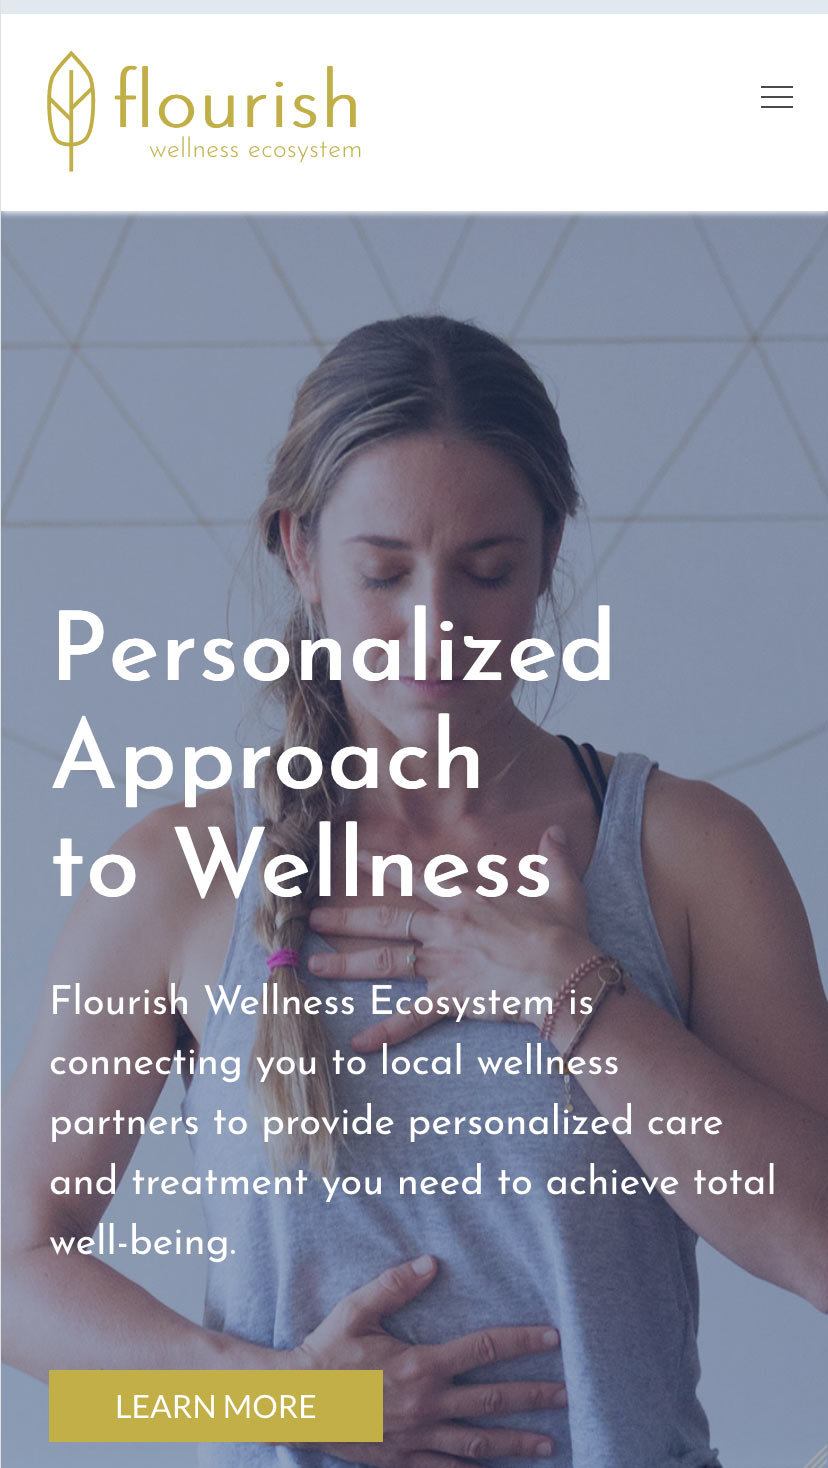 flourish
wellness ecosystem
Personalized
Approach
to Wellness
Flourish Wellness Ecosystem is
connecting you to local wellness
partners to provide personalized care
and treatment you need to achieve total
well-being.
LEARN MORE